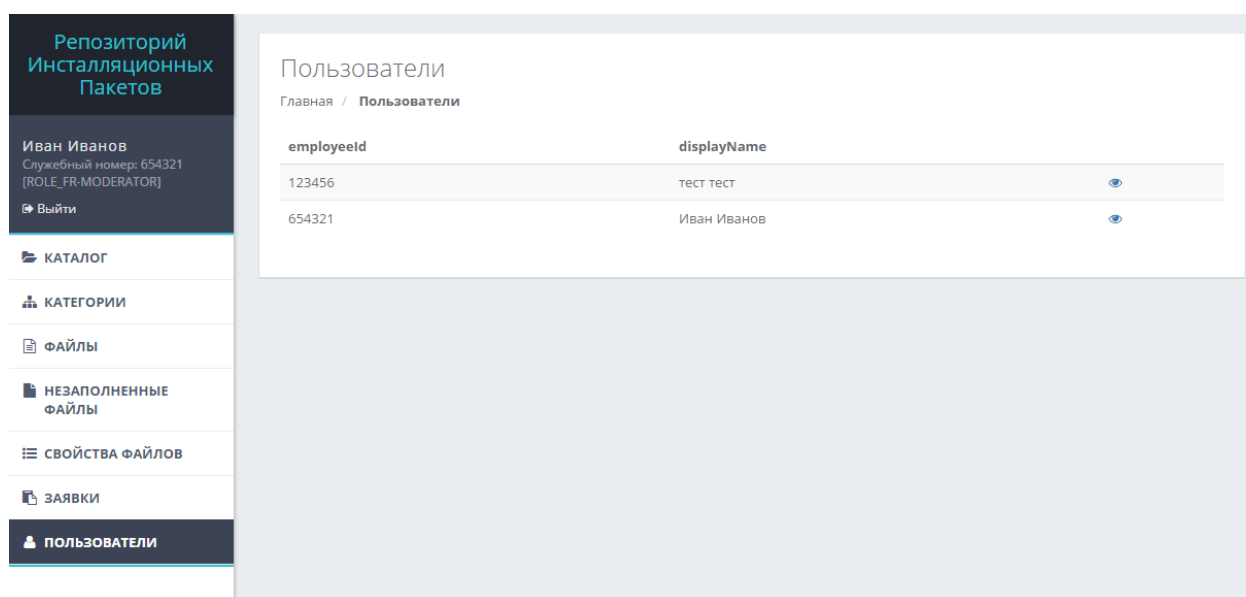 Репозиторий
Инсталляционных
Пакетов
Иван Иванов
Служебный номер: 654321
[ROLE_FR-MODERATOR]
Выйти
КАТАЛОГ
КАТЕГОРИИ
ФАЙЛЫ
НЕЗАПОЛНЕННЫЕ
ФАЙЛЫ
СВОЙСТВА ФАЙЛОВ
ЗАЯВКИ
ПОЛЬЗОВАТЕЛИ
Пользователи
Главная / Пользователи
employeeId displayName
123456 тест тест
654321 Иван Иванов